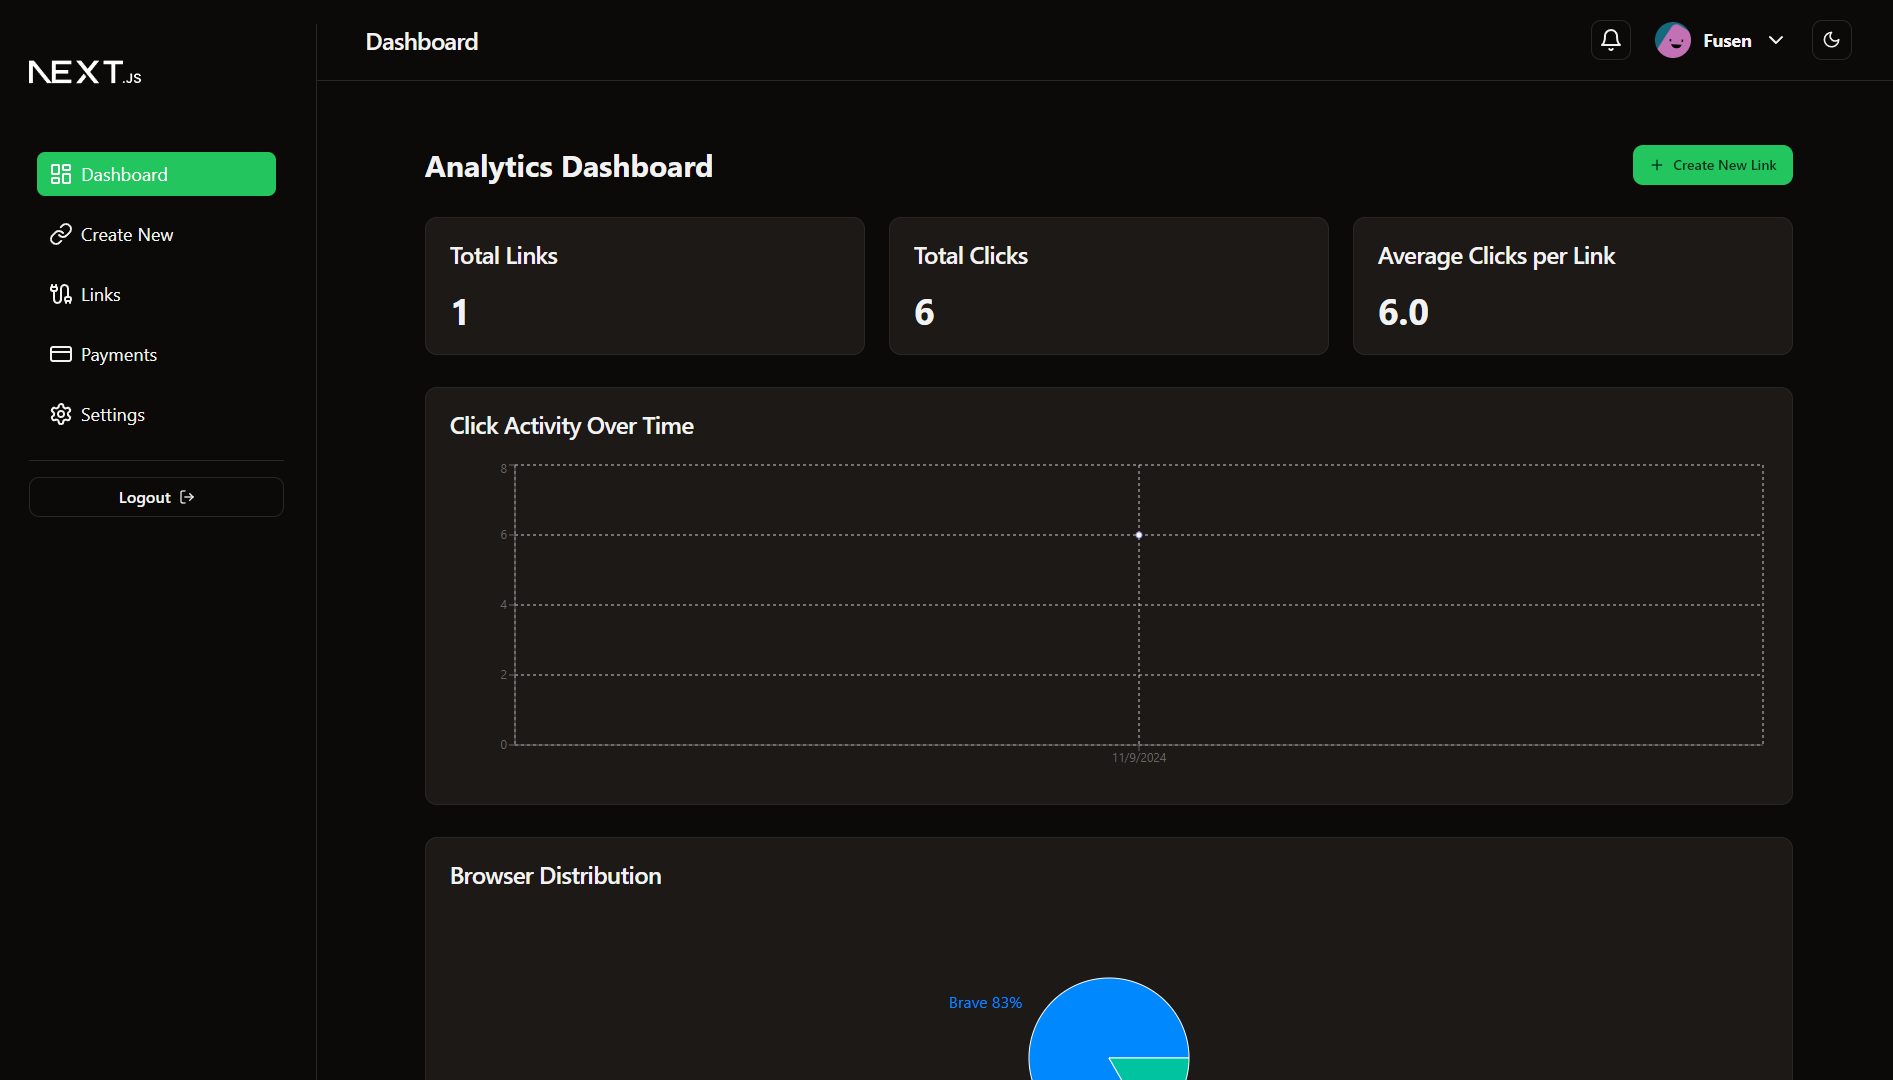 NEXT.JS
Dashboard
Create New
Links
Payments
Settings
Logout
Dashboard
Fusen
Analytics Dashboard
+ Create New Link
Total Links
1
Total Clicks
6
Average Clicks per Link
6.0
Click Activity Over Time
8
6
4
2
0
11/9/2024
Browser Distribution
Brave 83%